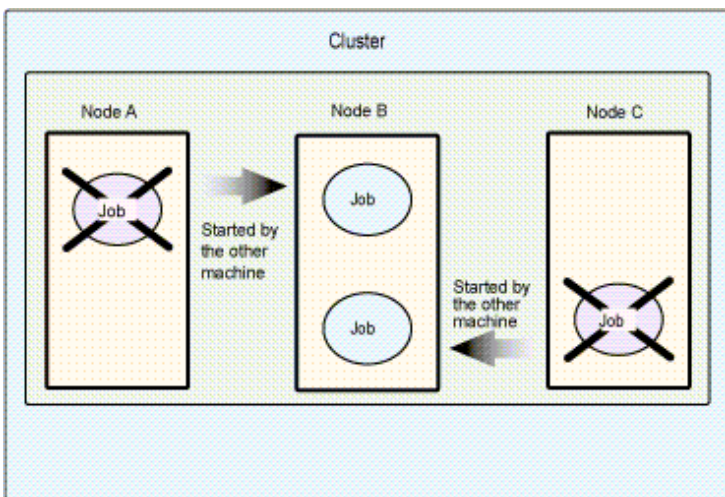 Cluster
Node A
Node B
Node C
Job
Job
Started by
the other
machine
Started by
the other
machine
Job
Job